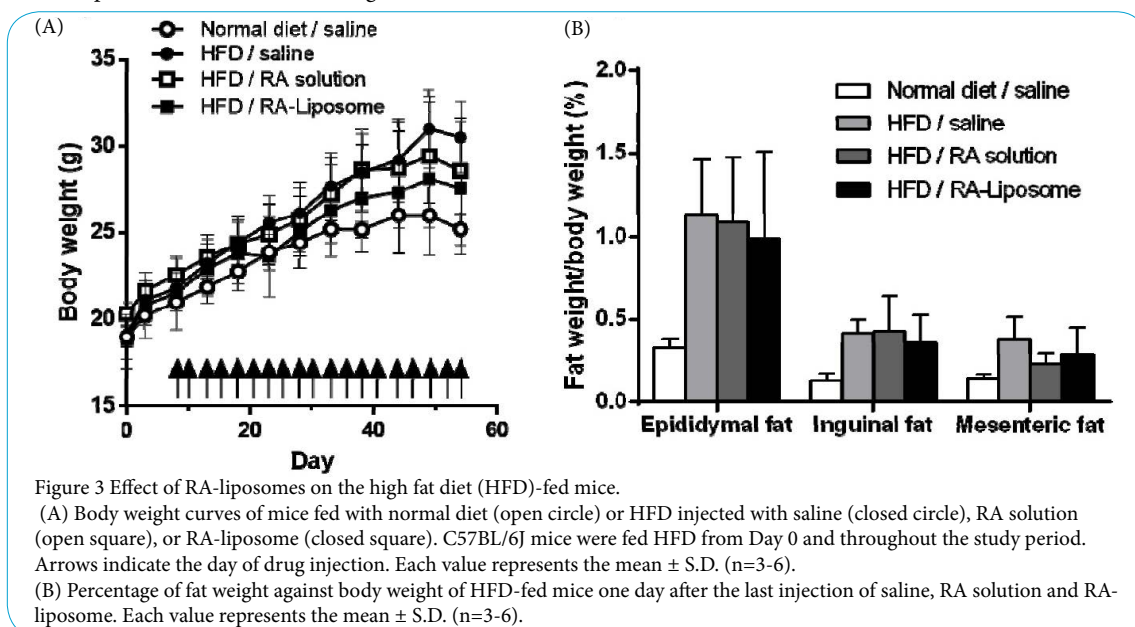 (A)
Normal diet / saline
HFD / saline
HFD / RA solution
HFD / RA-Liposome
35
30
25
20
15
Body weight (g)
0
20
40
60
Day
(B)
2.0
1.5
1.0
0.5
0.0
Fat weight/body weight (%)
Normal diet / saline
HFD / saline
HFD / RA solution
HFD / RA-Liposome
Epididymal fat
Inguinal fat
Mesenteric fat
Figure 3 Effect of RA-liposomes on the high fat diet (HFD)-fed mice.
(A) Body weight curves of mice fed with normal diet (open circle) or HFD injected with saline (closed circle), RA solution
(open square), or RA-liposome (closed square). C57BL/6J mice were fed HFD from Day 0 and throughout the study period.
Arrows indicate the day of drug injection. Each value represents the mean ± S.D. (n=3-6).
(B) Percentage of fat weight against body weight of HFD-fed mice one day after the last injection of saline, RA solution and RA-
liposome. Each value represents the mean ± S.D. (n=3-6).